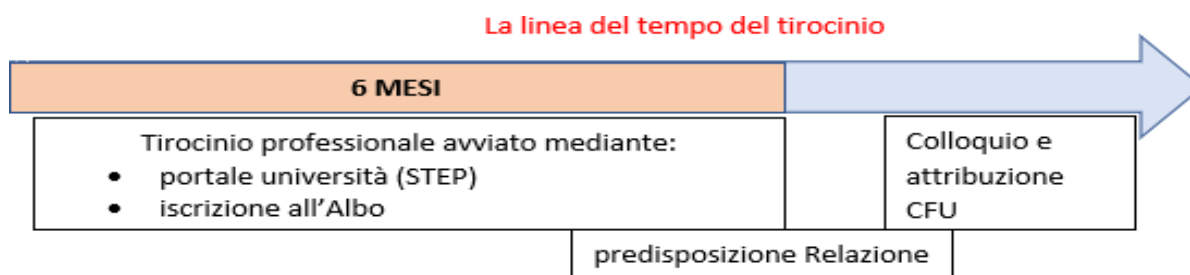 La linea del tempo del tirocinio
6 MESI
Tirocinio professionale avviato mediante:
• portale università (STEP)
• iscrizione all'Albo
Colloquio e
attribuzione
CFU
predisposizione Relazione